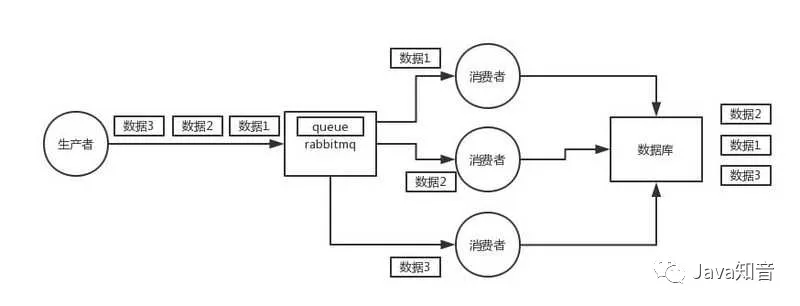 生产者
数据3
数据2
数据1
queue
rabbitmq
数据1
消费者
数据2
消费者
数据3
消费者
数据库
数据2
数据1
数据3
Java知音